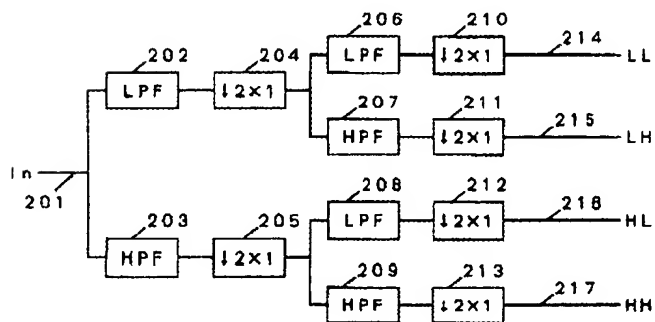 206 210 214
202 204
LPF ↓2×1 LL
LPF ↓2×1
207 211 215
HPF ↓2×1 LH
In
201
208 212 218
203 205
LPF ↓2×1 HL
HPF ↓2×1
209 213 217
HPF ↓2×1 HH